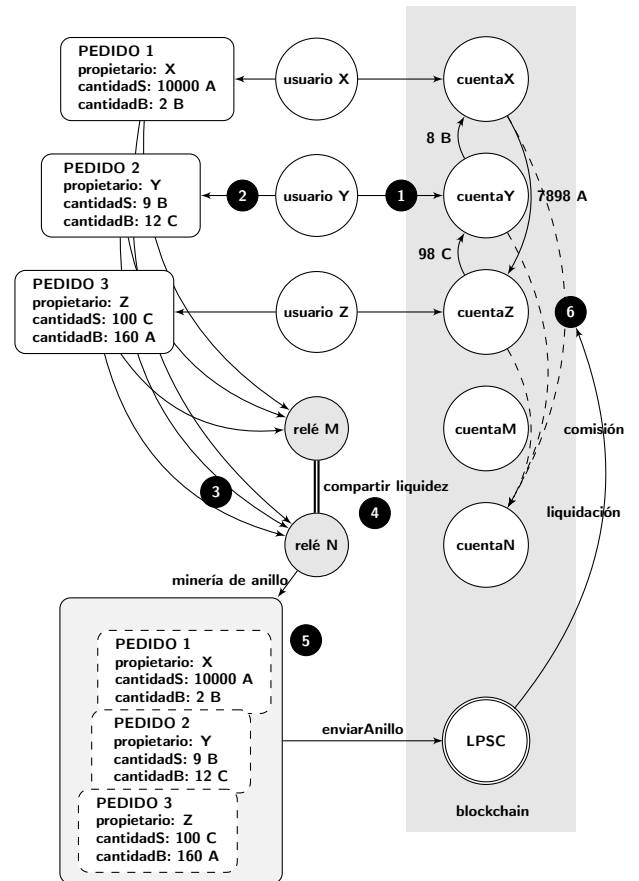 PEDIDO 1
propietario: X
cantidadS: 10000 A
cantidadB: 2 B
usuario X
cuentaX
8 B
PEDIDO 2
propietario: Y
cantidadS: 9 B
cantidadB: 12 C
2
usuario Y
1
cuentaY
7898 A
98 C
PEDIDO 3
propietario: Z
cantidadS: 100 C
cantidadB: 160 A
usuario Z
cuentaZ
6
relé M
cuentaM
comisión
compartir liquidez
3
4
liquidación
relé N
cuentaN
minería de anillo
5
PEDIDO 1
propietario: X
cantidadS: 10000 A
cantidadB: 2 B
PEDIDO 2
propietario: Y
cantidadS: 9 B
cantidadB: 12 C
enviarAnillo
LPSC
PEDIDO 3
propietario: Z
cantidadS: 100 C
cantidadB: 160 A
blockchain